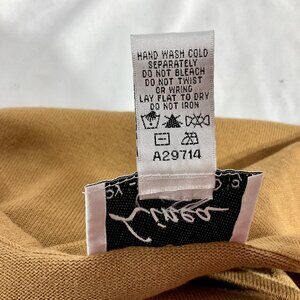 HAND WASH COLD
SEPARATELY
DO NOT BLEACH
DO NOT TWIST
OR WRING
LAY FLAT TO DRY
DO NOT IRON
A29714
Linea